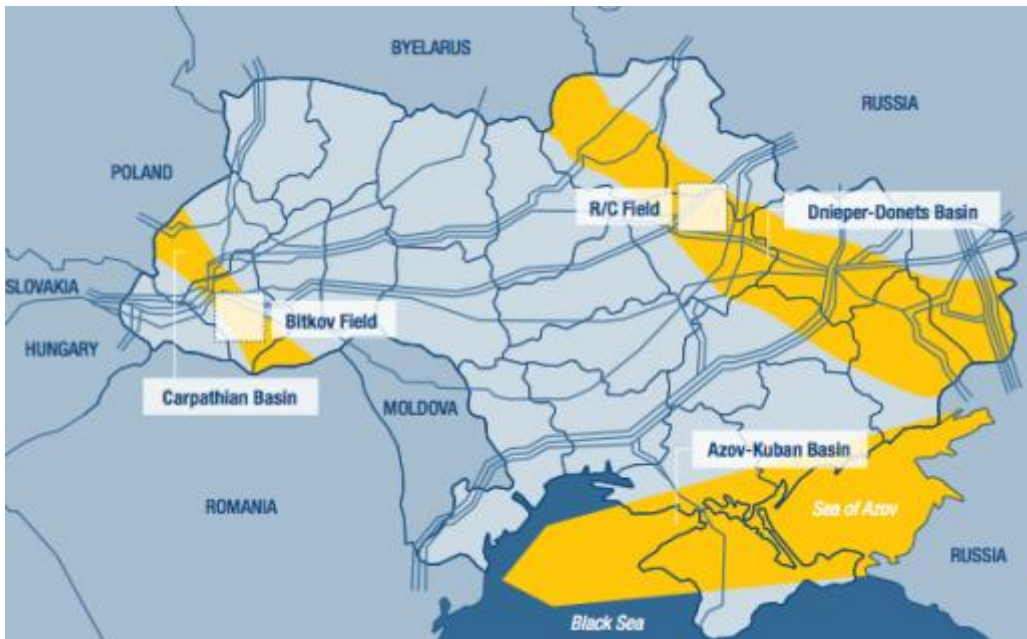 BYELARUS
RUSSIA
POLAND
R/C Field
Dnieper-Donets Basin
SLOVAKIA
Bitkov Field
HUNGARY
Carpathian Basin
MOLDOVA
Azov-Kuban Basin
ROMANIA
Sea of Azov
RUSSIA
Black Sea